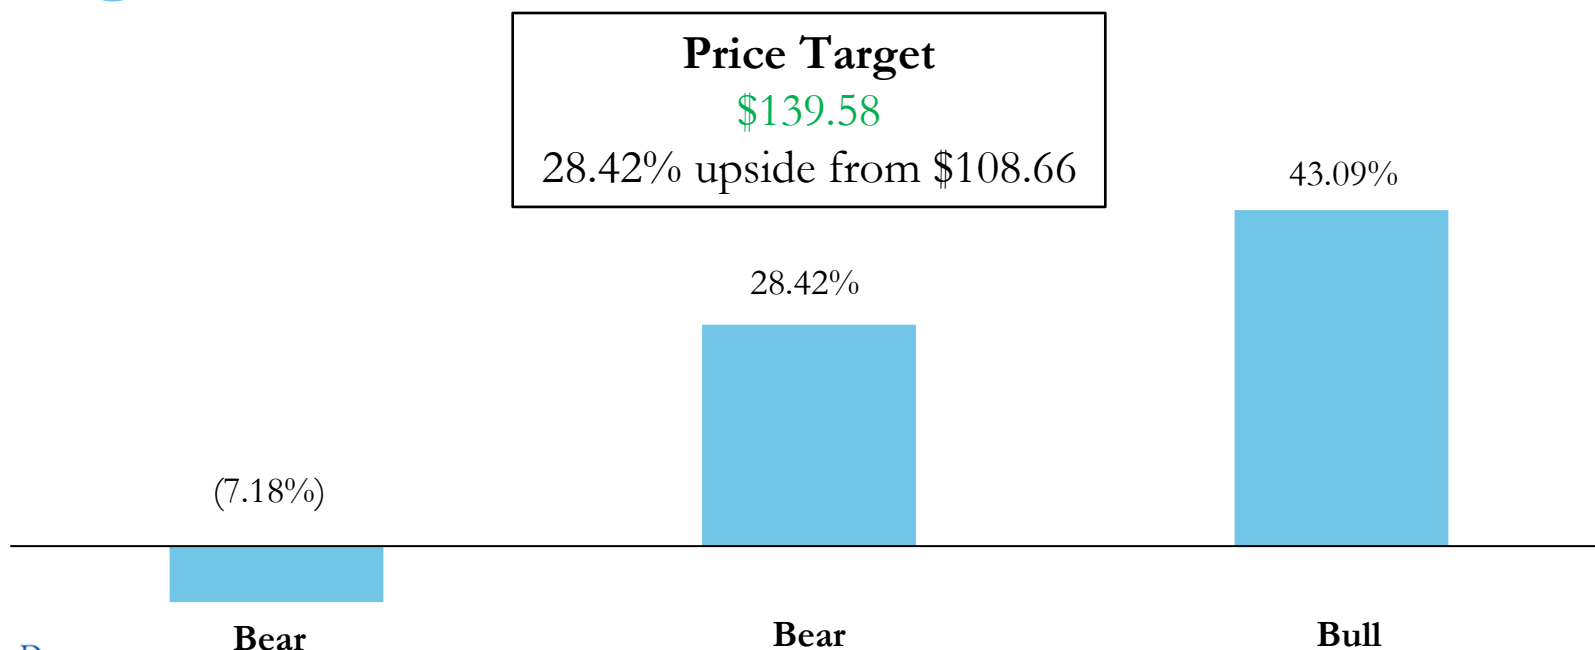 Price Target
$139.58
28.42% upside from $108.66
43.09%
28.42%
(7.18%)
Bear
Bear
Bull